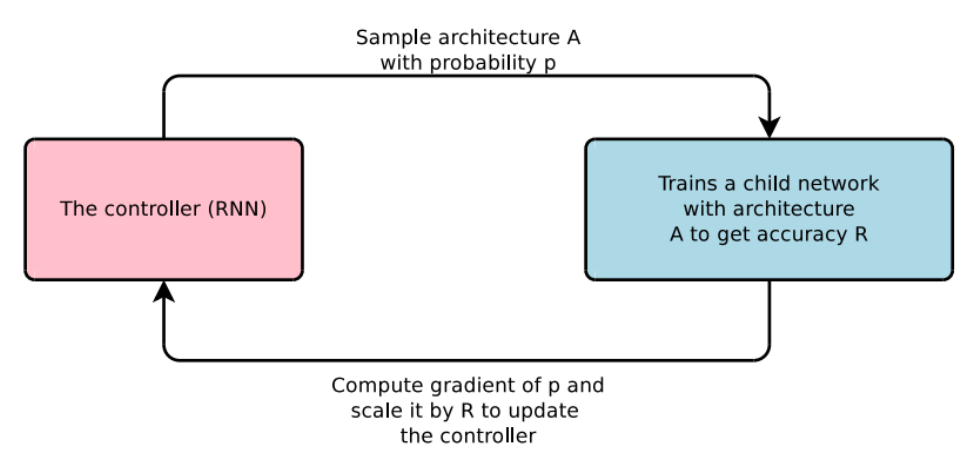 Sample architecture A
with probability p
The controller (RNN)
Trains a child network
with architecture
A to get accuracy R
Compute gradient of p and
scale it by R to update
the controller